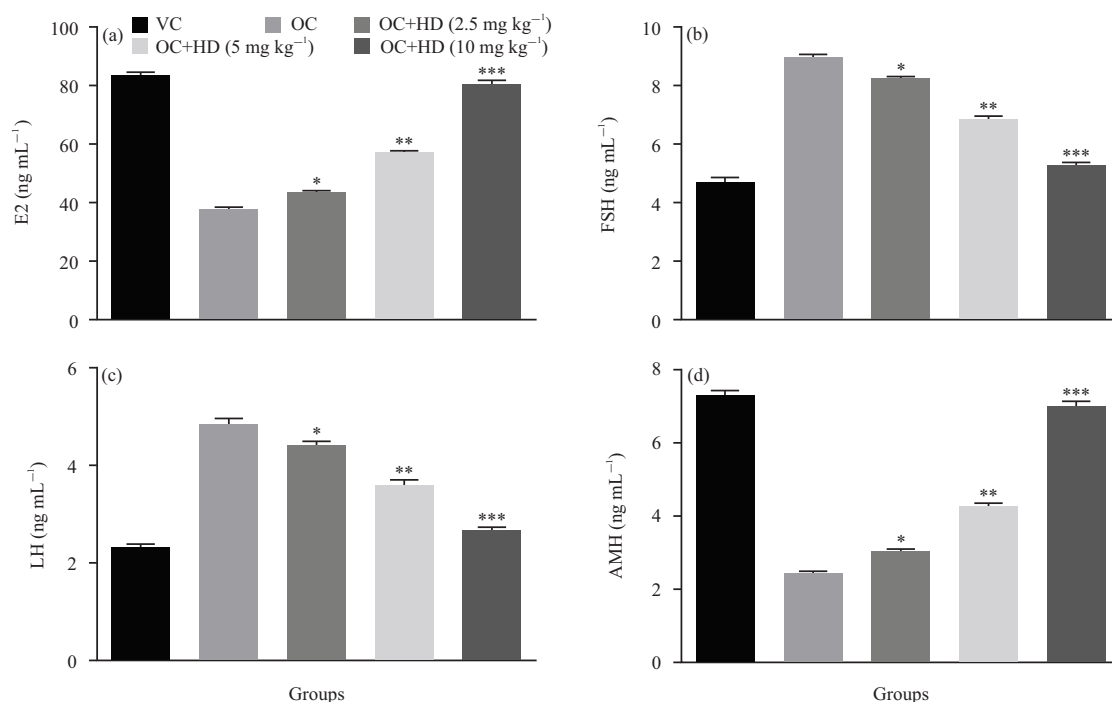 (a)
VC
OC
OC+HD (2.5 mg kg⁻¹)
OC+HD (5 mg kg⁻¹)
OC+HD (10 mg kg⁻¹)
100
80
60
40
20
0
E2 (ng mL⁻¹)
*
**
***
(b)
10
8
6
4
2
0
FSH (ng mL⁻¹)
*
**
***
(c)
6
4
2
0
LH (ng mL⁻¹)
*
**
***
Groups
(d)
8
6
4
2
0
AMH (ng mL⁻¹)
*
**
***
Groups